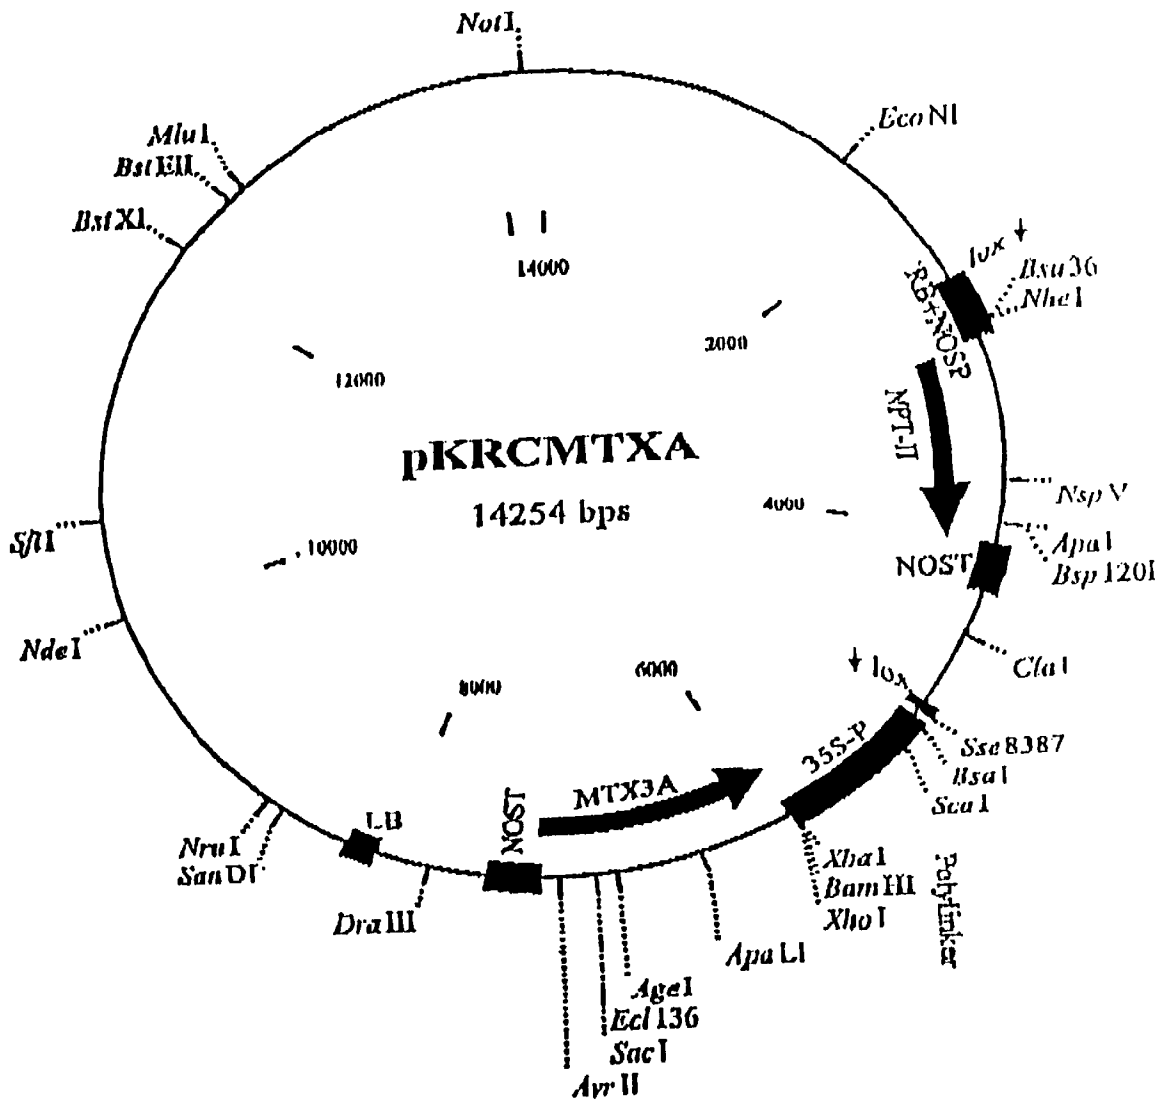 NotI
EcoNI
MluI
BstEII
BstXI
lox ↓
Bsu36
NheI
RB+NOSP
14000
2000
12000
NPT-II
pKRCMTXA
14254 bps
4000
NspV
ApaI
Bsp120I
NOST
SfiI
10000
NdeI
ClaI
↓ lox
6000
8000
Sse8387
BsaI
ScaI
35S-P
MTX3A
NOST
LB
NruI
SanDI
XbaI
BamHI
XhoI
Polylinker
DraIII
ApaLI
AgeI
Ecl136
SacI
AvrII